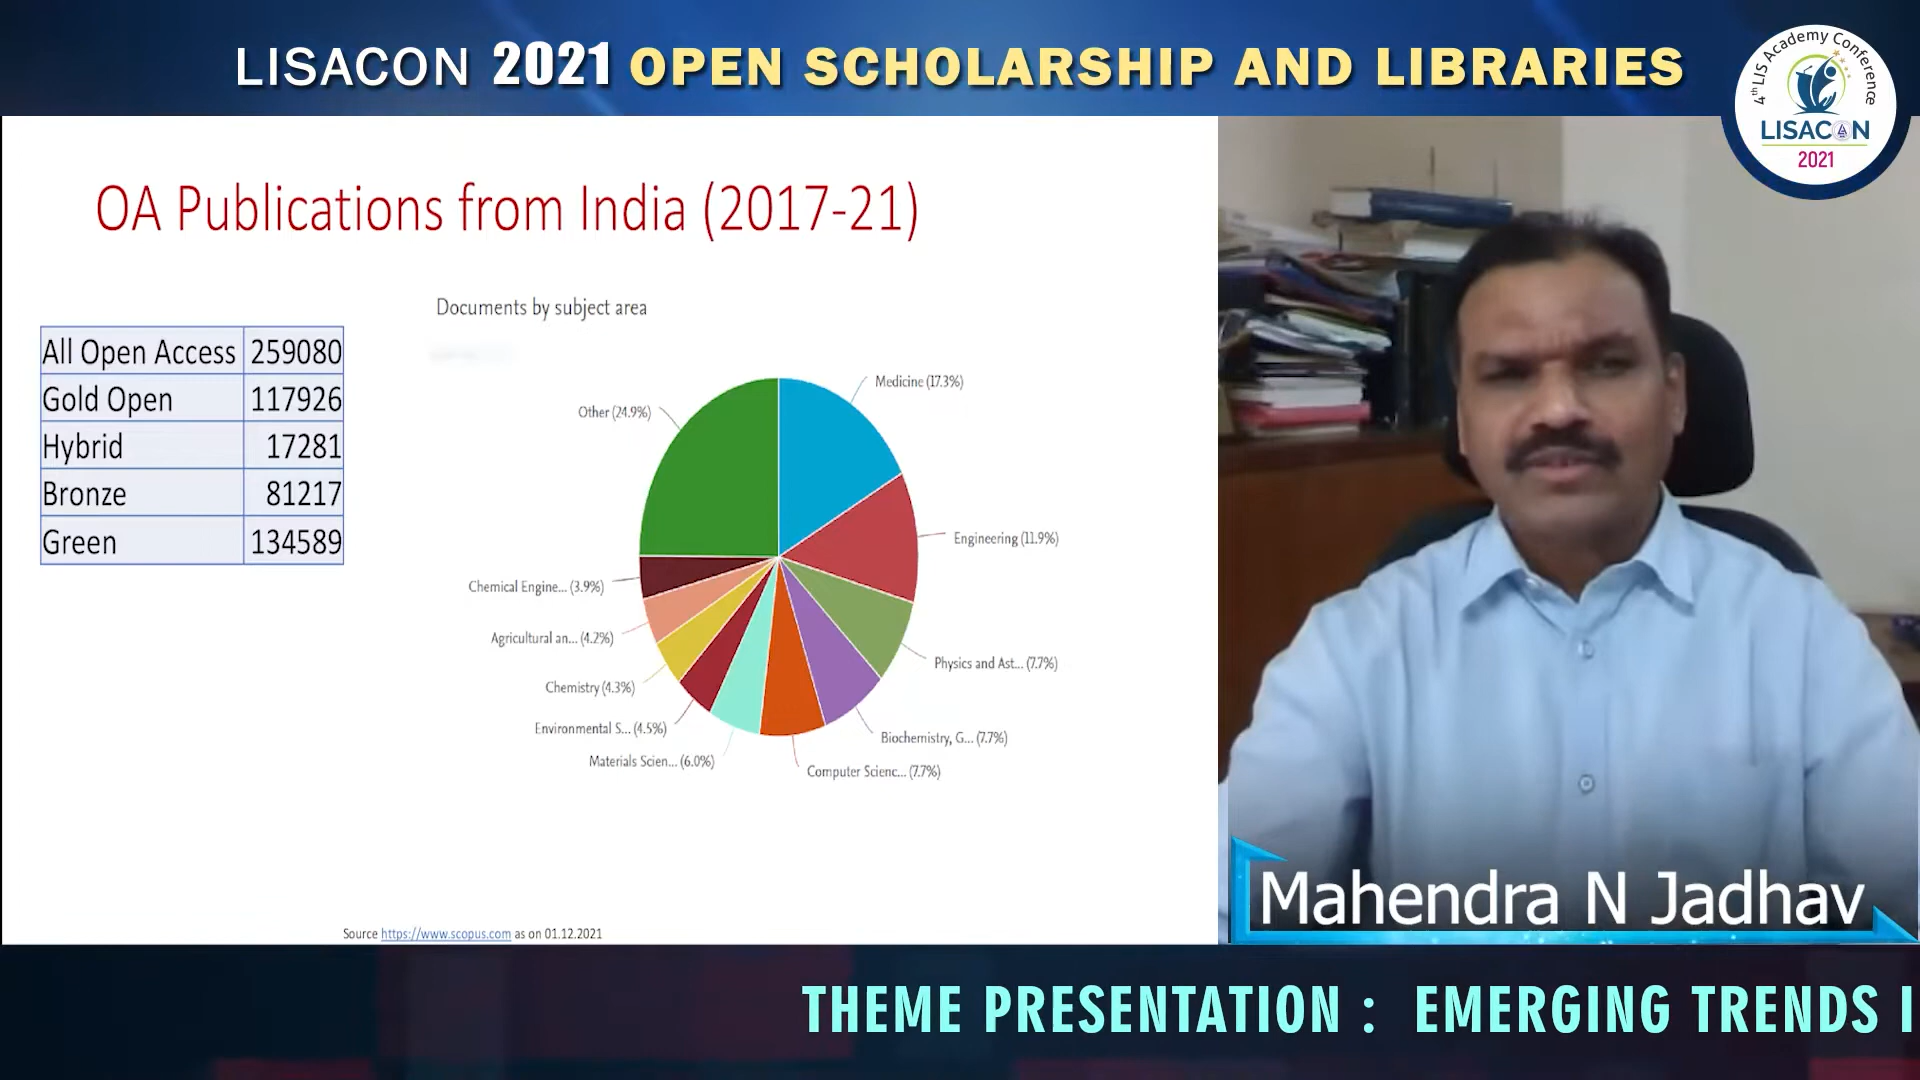 LISACON 2021 OPEN SCHOLARSHIP AND LIBRARIES
4th LIS Academy Conference
LISACON
2021
OA Publications from India (2017-21)
All Open Access 259080
Gold Open 117926
Hybrid 17281
Bronze 81217
Green 134589
Documents by subject area
Medicine (17.3%)
Other (24.9%)
Engineering (11.9%)
Chemical Engine... (3.9%)
Agricultural an... (4.2%)
Physics and Ast... (7.7%)
Chemistry (4.3%)
Environmental S... (4.5%)
Biochemistry, G... (7.7%)
Materials Scien... (6.0%)
Computer Scienc... (7.7%)
Source https://www.scopus.com as on 01.12.2021
Mahendra N Jadhav
THEME PRESENTATION : EMERGING TRENDS I